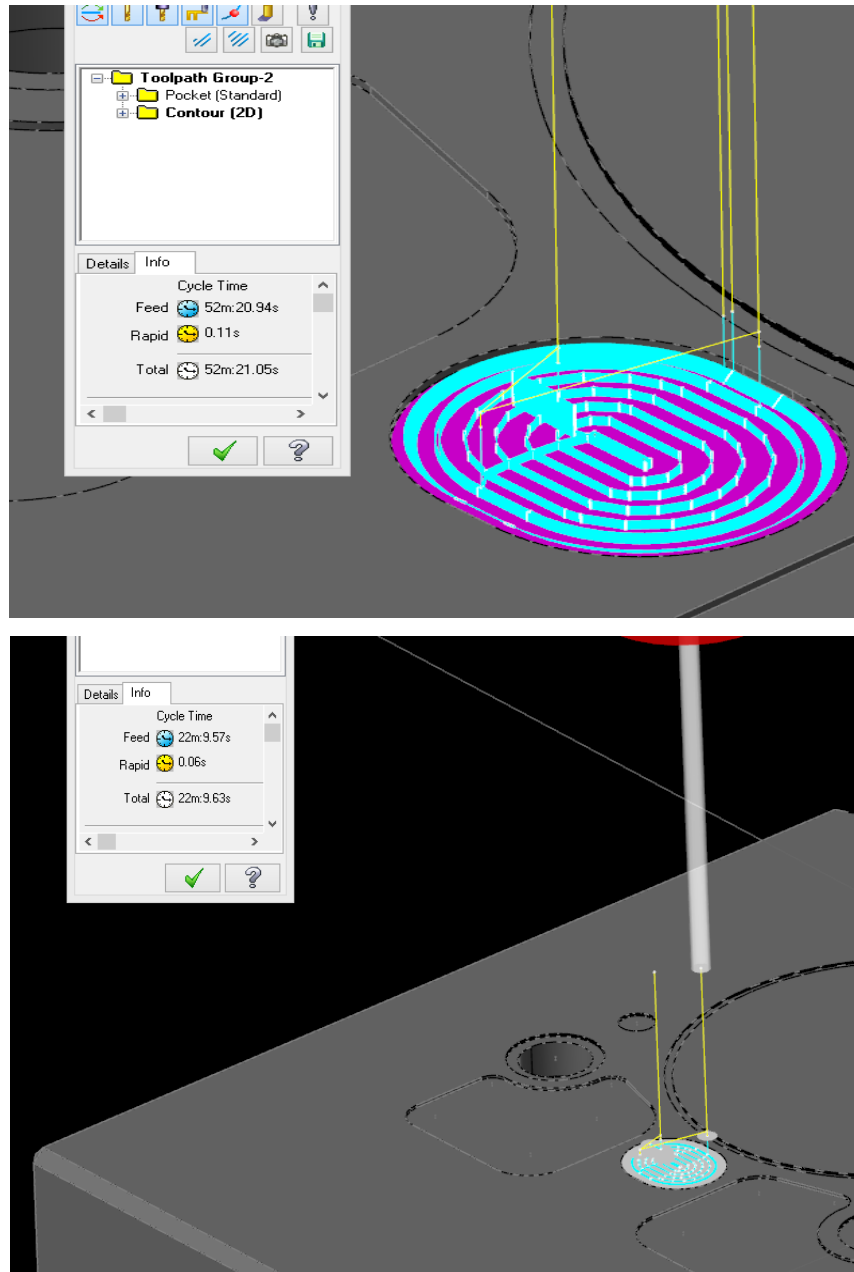 Toolpath Group-2
Pocket (Standard)
Contour (2D)
Details Info
Cycle Time
Feed 52m:20.94s
Rapid 0.11s
Total 52m:21.05s
Details Info
Cycle Time
Feed 22m:9.57s
Rapid 0.06s
Total 22m:9.63s